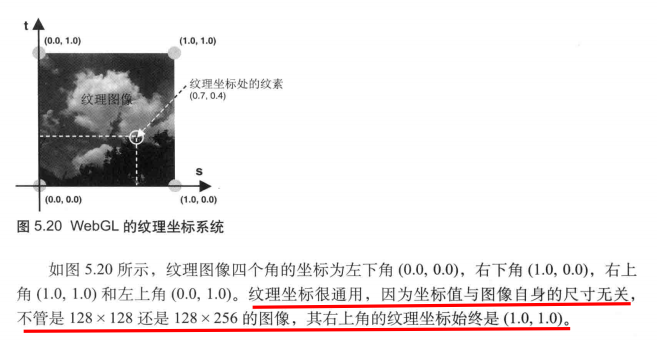 t
(0.0, 1.0)
(1.0, 1.0)
纹理图像
纹理坐标处的纹素
(0.7, 0.4)
s
(0.0, 0.0)
(1.0, 0.0)
图 5.20 WebGL 的纹理坐标系统
如图 5.20 所示，纹理图像四个角的坐标为左下角 (0.0, 0.0)，右下角 (1.0, 0.0)，右上
角 (1.0, 1.0) 和左上角 (0.0, 1.0)。纹理坐标很通用，因为坐标值与图像自身的尺寸无关，
不管是 128 × 128 还是 128 × 256 的图像，其右上角的纹理坐标始终是 (1.0, 1.0)。